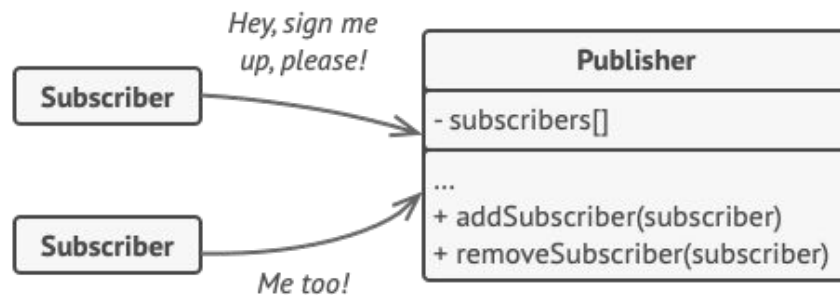 Hey, sign me
up, please!
Subscriber
Subscriber
Me too!
Publisher
- subscribers[]
...
+ addSubscriber(subscriber)
+ removeSubscriber(subscriber)